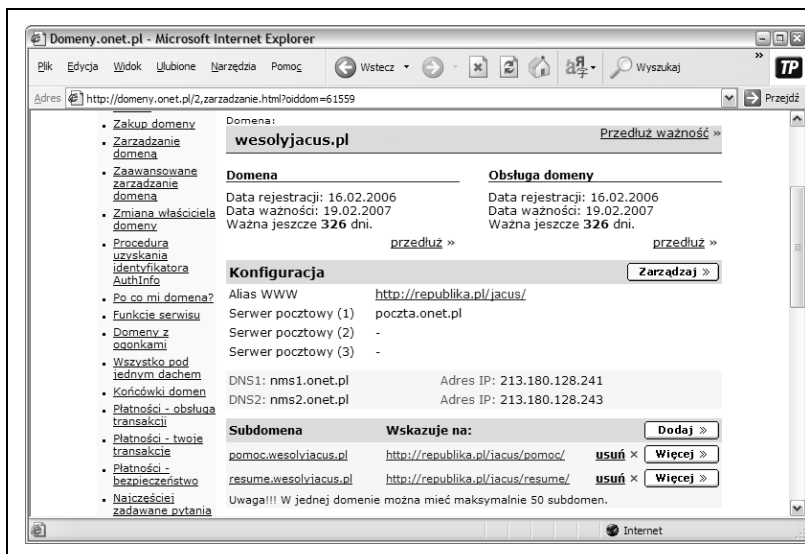 Domeny.onet.pl - Microsoft Internet Explorer
Plik Edycja Widok Ulubione Narzędzia Pomoc Wstecz Wyszukaj » TP
Adres http://domeny.onet.pl/2,zarzadzanie.html?oiddom=61559 Przejdź
Zakup domeny
Zarządzanie
domeną
Zaawansowane
zarządzanie
domeną
Zmiana właściciela
domeny
Procedura
uzyskania
identyfikatora
AuthInfo
Po co mi domena?
Funkcje serwisu
Domeny z
ogonkami
Wszystko pod
jednym dachem
Końcówki domen
Płatności - obsługa
transakcji
Płatności - twoje
transakcje
Płatności -
bezpieczeństwo
Najczęściej
zadawane pytania
Domena:
wesolyjacus.pl Przedłuż ważność »
Domena Obsługa domeny
Data rejestracji: 16.02.2006 Data rejestracji: 16.02.2006
Data ważności: 19.02.2007 Data ważności: 19.02.2007
Ważna jeszcze 326 dni. Ważna jeszcze 326 dni.
przedłuż » przedłuż »
Konfiguracja Zarządzaj »
Alias WWW http://republika.pl/jacus/
Serwer pocztowy (1) poczta.onet.pl
Serwer pocztowy (2) -
Serwer pocztowy (3) -
DNS1: nms1.onet.pl Adres IP: 213.180.128.241
DNS2: nms2.onet.pl Adres IP: 213.180.128.243
Subdomena Wskazuje na: Dodaj »
pomoc.wesolyjacus.pl http://republika.pl/jacus/pomoc/ usuń × Więcej »
resume.wesolyjacus.pl http://republika.pl/jacus/resume/ usuń × Więcej »
Uwaga!!! W jednej domenie można mieć maksymalnie 50 subdomen.
Internet